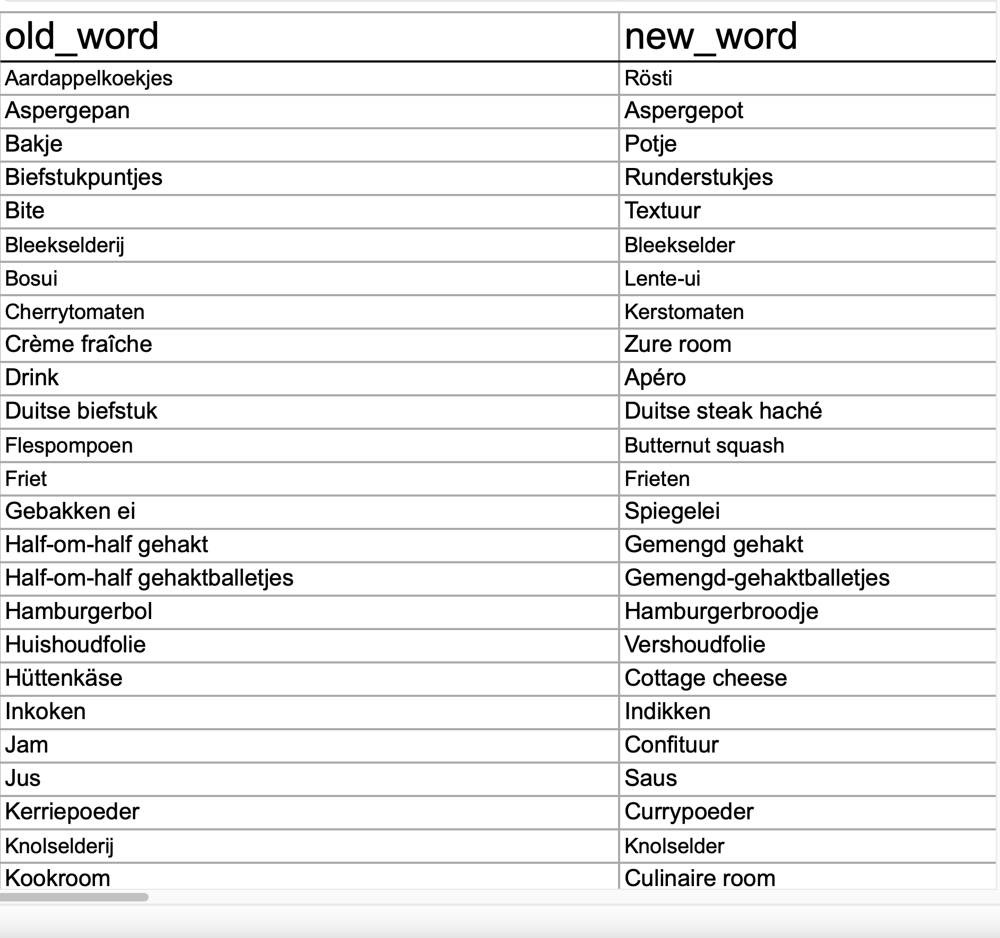 old_word new_word
Aardappelkoekjes Rösti
Aspergepan Aspergepot
Bakje Potje
Biefstukpuntjes Runderstukjes
Bite Textuur
Bleekselderij Bleekselder
Bosui Lente-ui
Cherrytomaten Kerstomaten
Crème fraîche Zure room
Drink Apéro
Duitse biefstuk Duitse steak haché
Flespompoen Butternut squash
Friet Frieten
Gebakken ei Spiegelei
Half-om-half gehakt Gemengd gehakt
Half-om-half gehaktballetjes Gemengd-gehaktballetjes
Hamburgerbol Hamburgerbroodje
Huishoudfolie Vershoudfolie
Hüttenkäse Cottage cheese
Inkoken Indikken
Jam Confituur
Jus Saus
Kerriepoeder Currypoeder
Knolselderij Knolselder
Kookroom Culinaire room